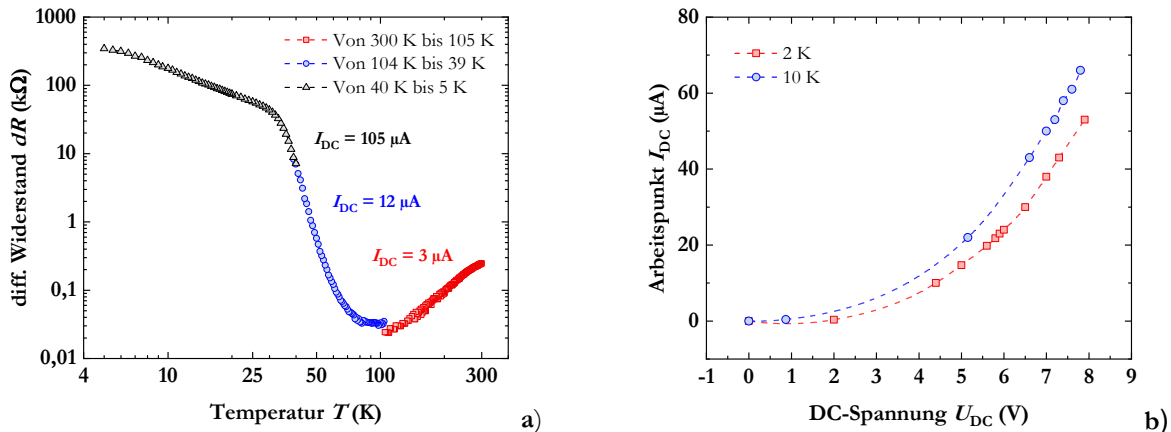 1000
100
10
1
0,1
0,01
diff. Widerstand dR (kΩ)
Von 300 K bis 105 K
Von 104 K bis 39 K
Von 40 K bis 5 K
I_DC = 105 µA
I_DC = 12 µA
I_DC = 3 µA
4 10 25 50 100 300
Temperatur T (K)
a)
60
40
20
0
Arbeitspunkt I_DC (µA)
2 K
10 K
-1 0 1 2 3 4 5 6 7 8 9
DC-Spannung U_DC (V)
b)